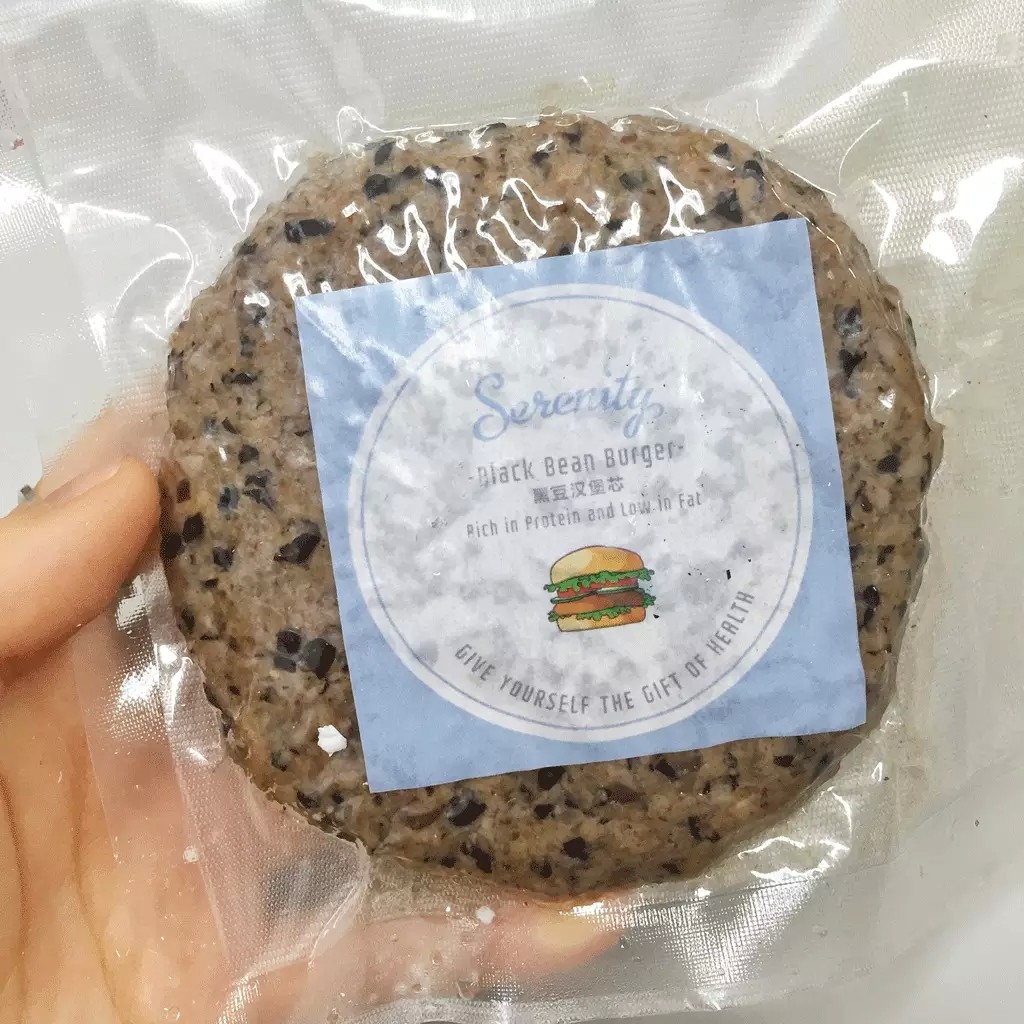 Serenity
-Black Bean Burger-
黑豆汉堡芯
Rich in Protein and Low in Fat
GIVE YOURSELF THE GIFT OF HEALTH